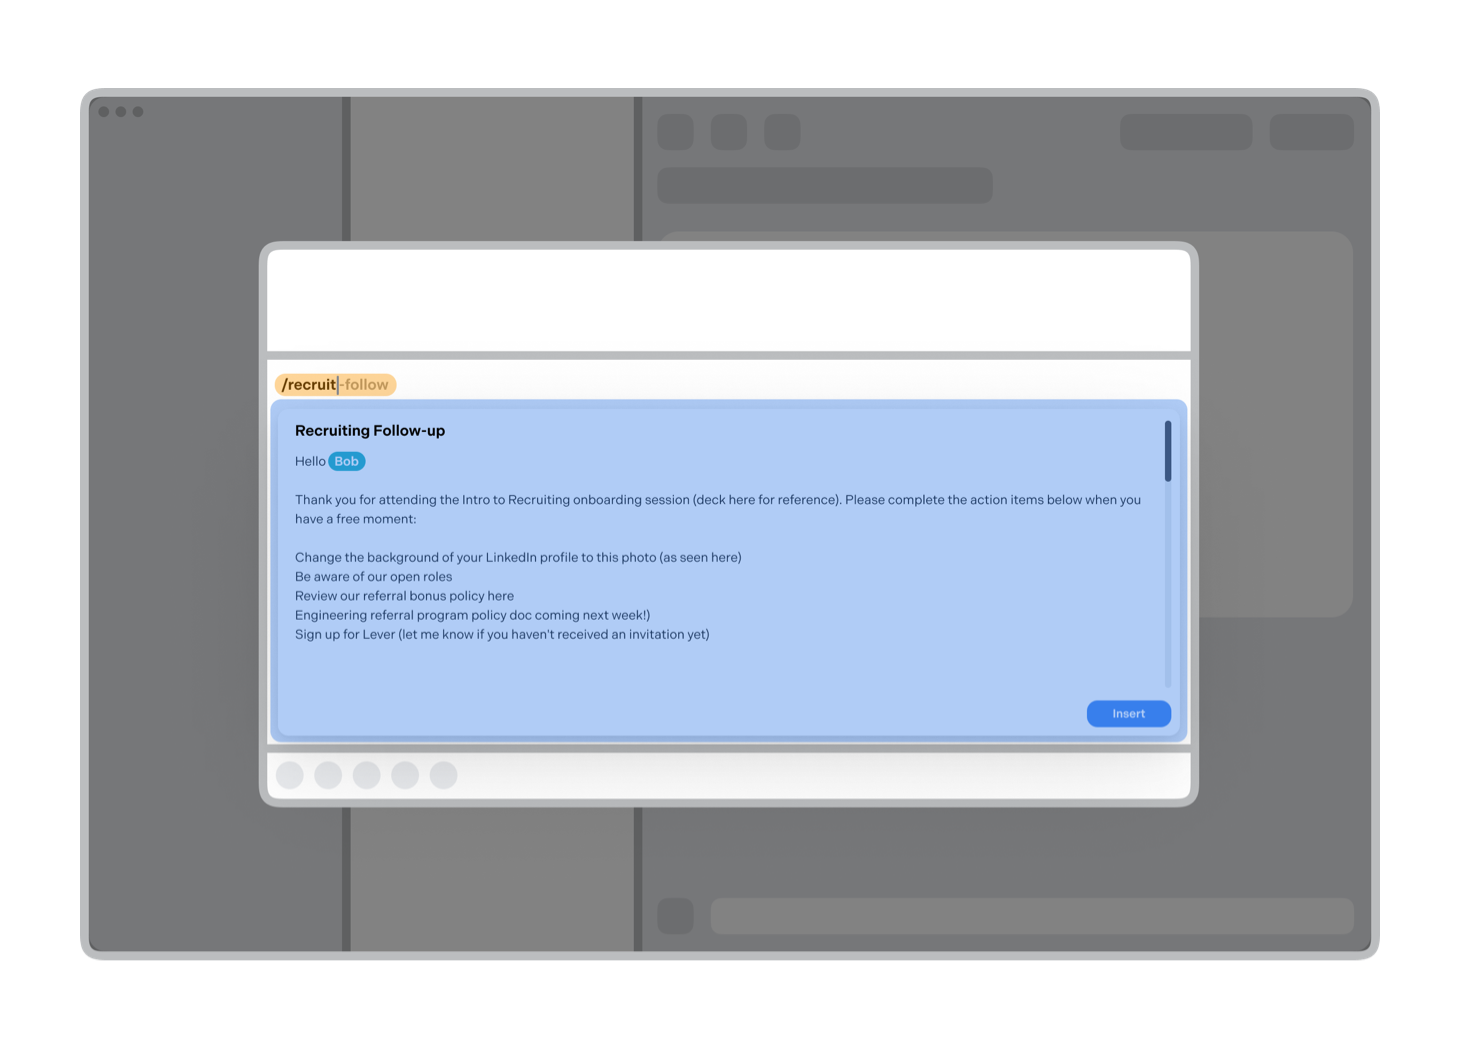 /recruit-follow
Recruiting Follow-up
Hello Bob
Thank you for attending the Intro to Recruiting onboarding session (deck here for reference). Please complete the action items below when you
have a free moment:
Change the background of your LinkedIn profile to this photo (as seen here)
Be aware of our open roles
Review our referral bonus policy here
Engineering referral program policy doc coming next week!)
Sign up for Lever (let me know if you haven't received an invitation yet)
Insert